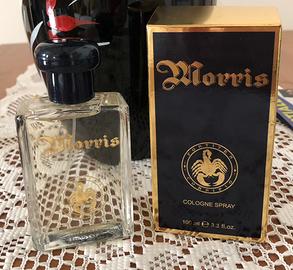 Morris
Morris
COLOGNE SPRAY
100 ml e 3.3 fl.oz.